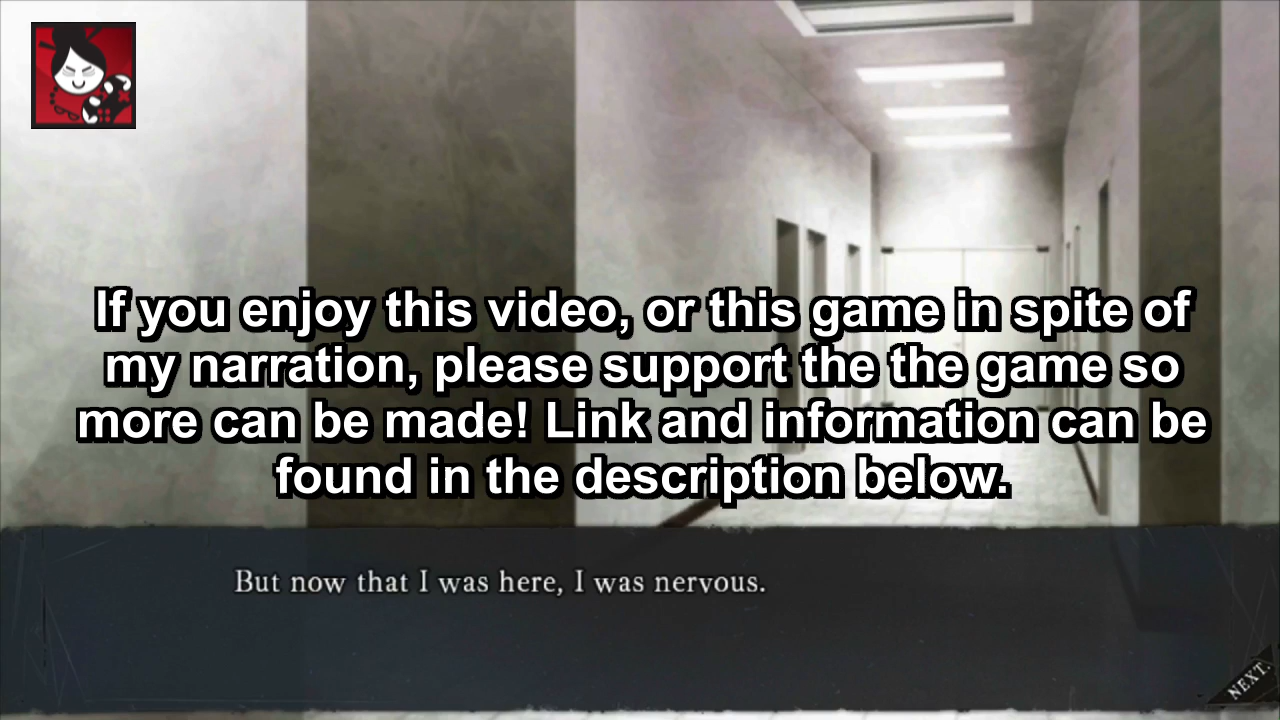 If you enjoy this video, or this game in spite of
my narration, please support the the game so
more can be made! Link and information can be
found in the description below.
But now that I was here, I was nervous.
NEXT.